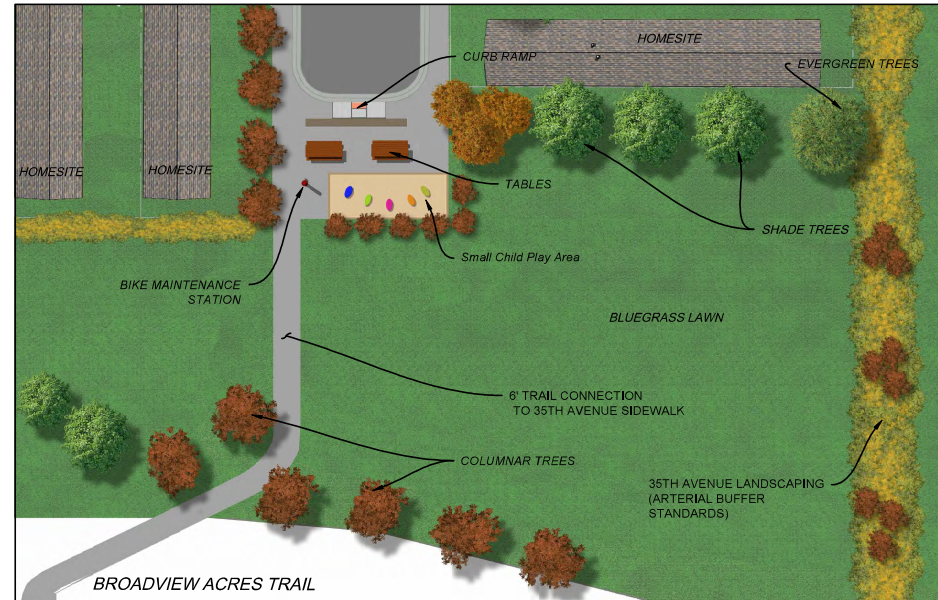 HOMESITE
CURB RAMP
EVERGREEN TREES
HOMESITE
HOMESITE
TABLES
SHADE TREES
Small Child Play Area
BIKE MAINTENANCE
STATION
BLUEGRASS LAWN
6' TRAIL CONNECTION
TO 35TH AVENUE SIDEWALK
COLUMNAR TREES
35TH AVENUE LANDSCAPING
(ARTERIAL BUFFER
STANDARDS)
BROADVIEW ACRES TRAIL